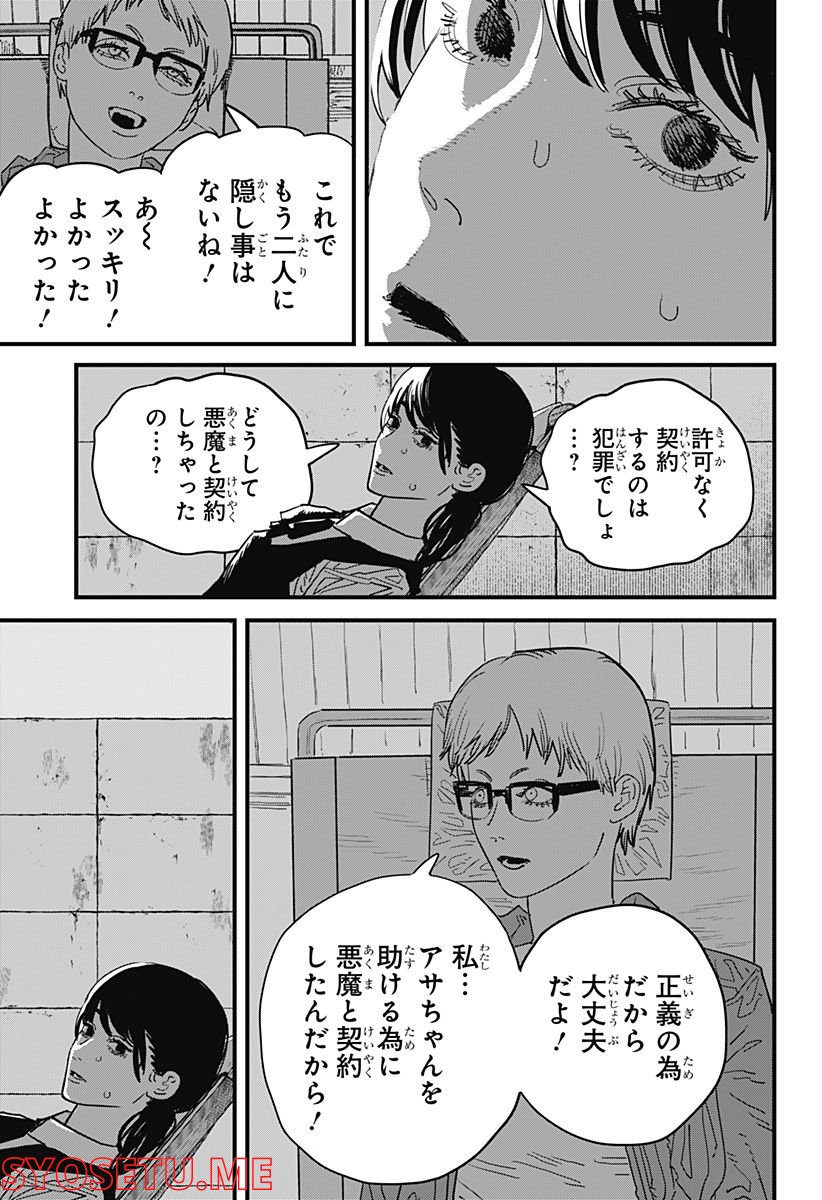 これで
もう二人に
隠し事は
ないね！
あ〜
スッキリ！
よかった
よかった！
許可なく
契約
するのは
犯罪でしょ
…？
どうして
悪魔と契約
しちゃった
の…？
正義の為
だから
大丈夫
だよ！
私…
アサちゃんを
助ける為に
悪魔と契約
したんだから！
SYOSETU.ME